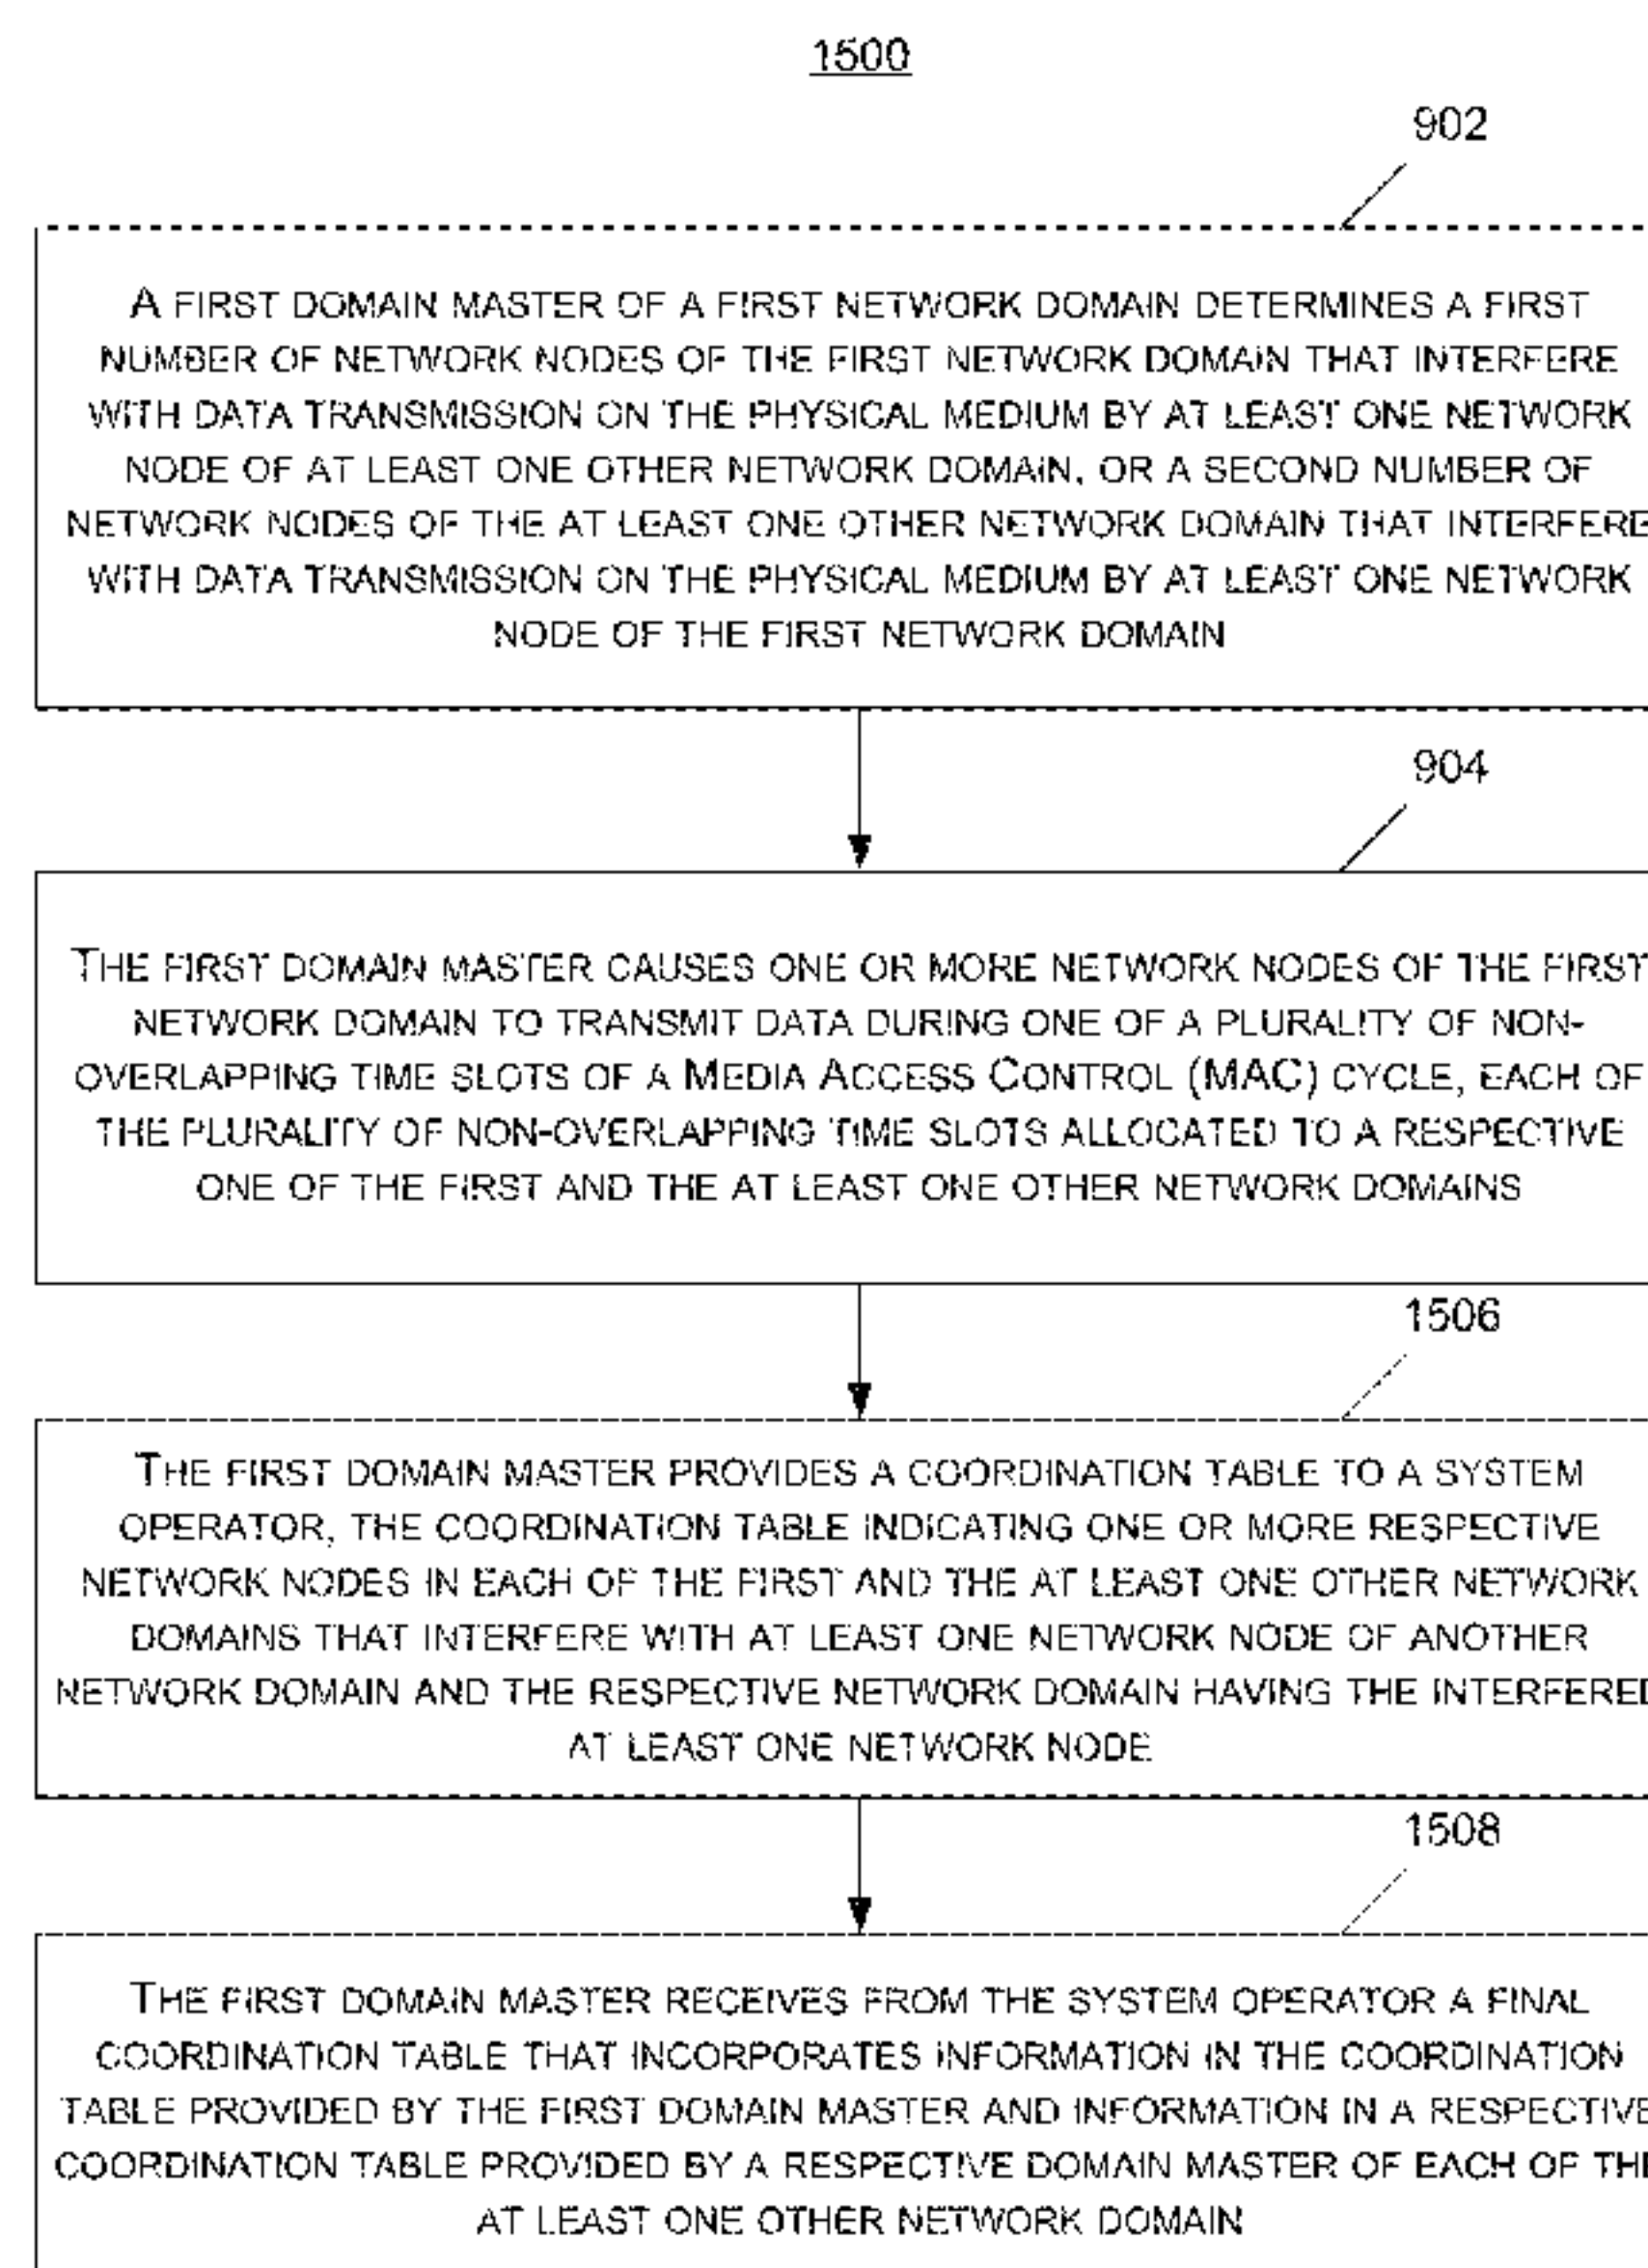 1500
902
A FIRST DOMAIN MASTER OF A FIRST NETWORK DOMAIN DETERMINES A FIRST
NUMBER OF NETWORK NODES OF THE FIRST NETWORK DOMAIN THAT INTERFERE
WITH DATA TRANSMISSION ON THE PHYSICAL MEDIUM BY AT LEAST ONE NETWORK
NODE OF AT LEAST ONE OTHER NETWORK DOMAIN, OR A SECOND NUMBER OF
NETWORK NODES OF THE AT LEAST ONE OTHER NETWORK DOMAIN THAT INTERFERE
WITH DATA TRANSMISSION ON THE PHYSICAL MEDIUM BY AT LEAST ONE NETWORK
NODE OF THE FIRST NETWORK DOMAIN
904
THE FIRST DOMAIN MASTER CAUSES ONE OR MORE NETWORK NODES OF THE FIRST
NETWORK DOMAIN TO TRANSMIT DATA DURING ONE OF A PLURALITY OF NON-
OVERLAPPING TIME SLOTS OF A MEDIA ACCESS CONTROL (MAC) CYCLE, EACH OF
THE PLURALITY OF NON-OVERLAPPING TIME SLOTS ALLOCATED TO A RESPECTIVE
ONE OF THE FIRST AND THE AT LEAST ONE OTHER NETWORK DOMAINS
1506
THE FIRST DOMAIN MASTER PROVIDES A COORDINATION TABLE TO A SYSTEM
OPERATOR, THE COORDINATION TABLE INDICATING ONE OR MORE RESPECTIVE
NETWORK NODES IN EACH OF THE FIRST AND THE AT LEAST ONE OTHER NETWORK
DOMAINS THAT INTERFERE WITH AT LEAST ONE NETWORK NODE OF ANOTHER
NETWORK DOMAIN AND THE RESPECTIVE NETWORK DOMAIN HAVING THE INTERFERED
AT LEAST ONE NETWORK NODE
1508
THE FIRST DOMAIN MASTER RECEIVES FROM THE SYSTEM OPERATOR A FINAL
COORDINATION TABLE THAT INCORPORATES INFORMATION IN THE COORDINATION
TABLE PROVIDED BY THE FIRST DOMAIN MASTER AND INFORMATION IN A RESPECTIVE
COORDINATION TABLE PROVIDED BY A RESPECTIVE DOMAIN MASTER OF EACH OF THE
AT LEAST ONE OTHER NETWORK DOMAIN